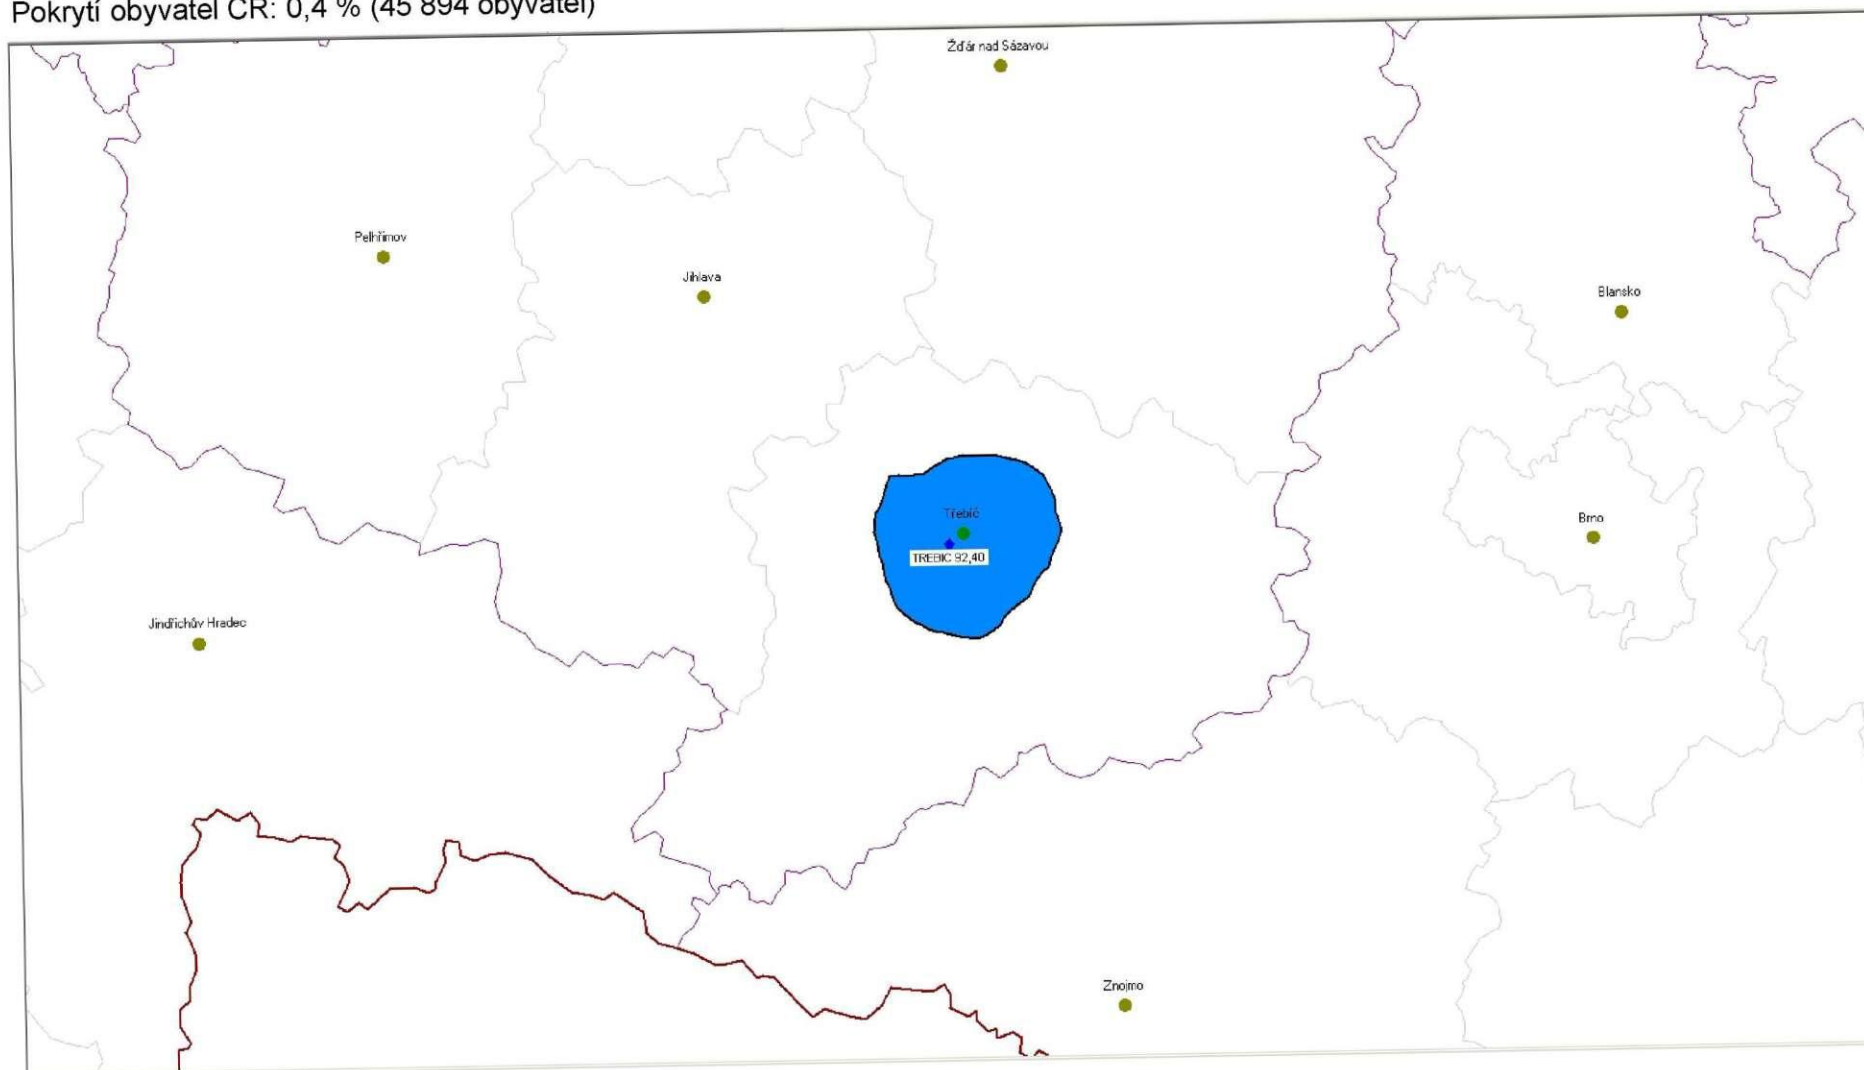 Pokrytí obyvatel ČR: 0,4 % (45 894 obyvatel)
Žďár nad Sázavou
Pelhřimov
Jihlava
Blansko
Třebíč
Brno
TREBIC 92,40
Jindřichův Hradec
Znojmo